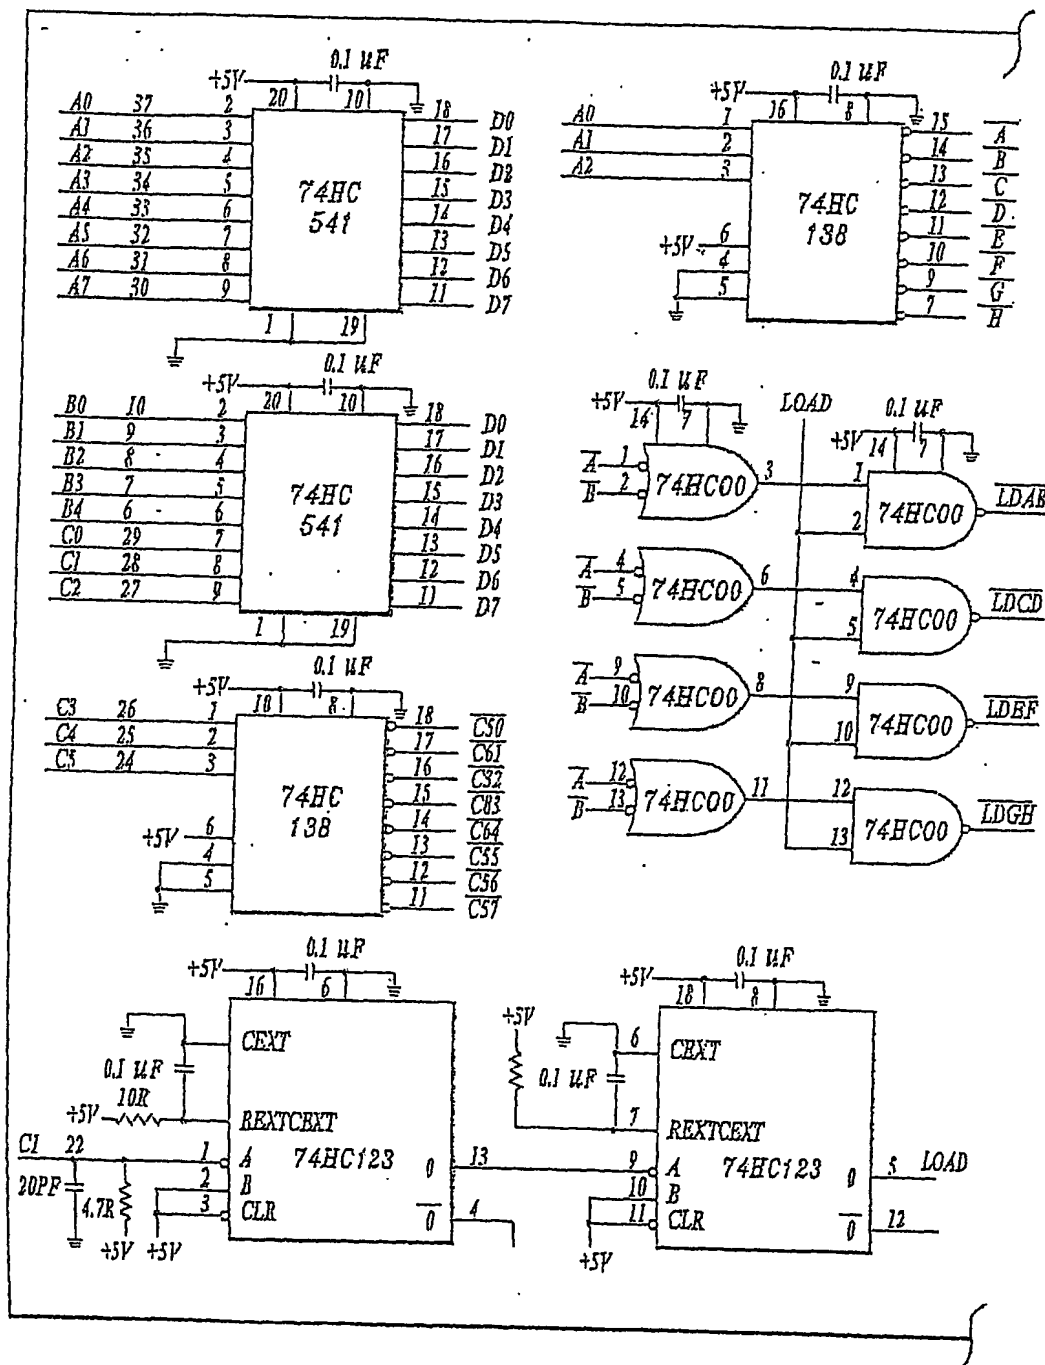 0.1 uF
+5V
20
10
A0 37 2
A1 36 3
A2 35 4
A3 34 5
A4 33 6
A5 32 7
A6 31 8
A7 30 9
74HC
541
18 D0
17 D1
16 D2
15 D3
14 D4
13 D5
12 D6
11 D7
1
19
0.1 uF
+5V
16
8
A0 1
A1 2
A2 3
+5V 6
4
5
74HC
138
15 A
14 B
13 C
12 D
11 E
10 F
9 G
7 H
0.1 uF
+5V
20
10
B0 10 2
B1 9 3
B2 8 4
B3 7 5
B4 6 6
C0 29 7
C1 28 8
C2 27 9
74HC
541
18 D0
17 D1
16 D2
15 D3
14 D4
13 D5
12 D6
11 D7
1
19
0.1 uF
+5V
14
7
LOAD
0.1 uF
+5V
14
7
A 1
B 2
74HC00
3
1
2
74HC00
LDAB
A 4
B 5
74HC00
6
4
5
74HC00
LDCD
A 9
B 10
74HC00
8
9
10
74HC00
LDEF
A 12
B 13
74HC00
11
12
13
74HC00
LDGH
0.1 uF
+5V
10
8
C3 26 1
C4 25 2
C5 24 3
+5V 6
4
5
74HC
138
18 CS0
17 C61
16 CS2
15 C83
14 C64
13 CS5
12 CS6
11 CS7
0.1 uF
+5V
16
6
CEXT
0.1 uF
10R
+5V
REXTCEXT
C1 22
1 A
2 B
3 CLR
74HC123
20PF
4.7R
+5V
+5V
0 13
0 4
0.1 uF
+5V
18
8
+5V
6 CEXT
0.1 uF
7 REXTCEXT
9 A
10 B
11 CLR
74HC123
+5V
0 5 LOAD
0 12